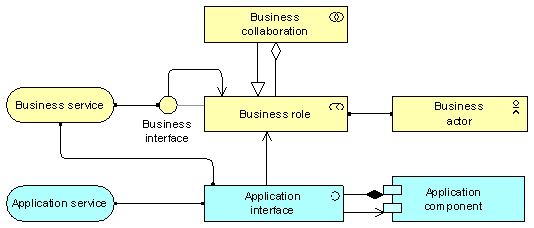 Business
collaboration
Business service
Business
interface
Business role
Business
actor
Application service
Application
interface
Application
component